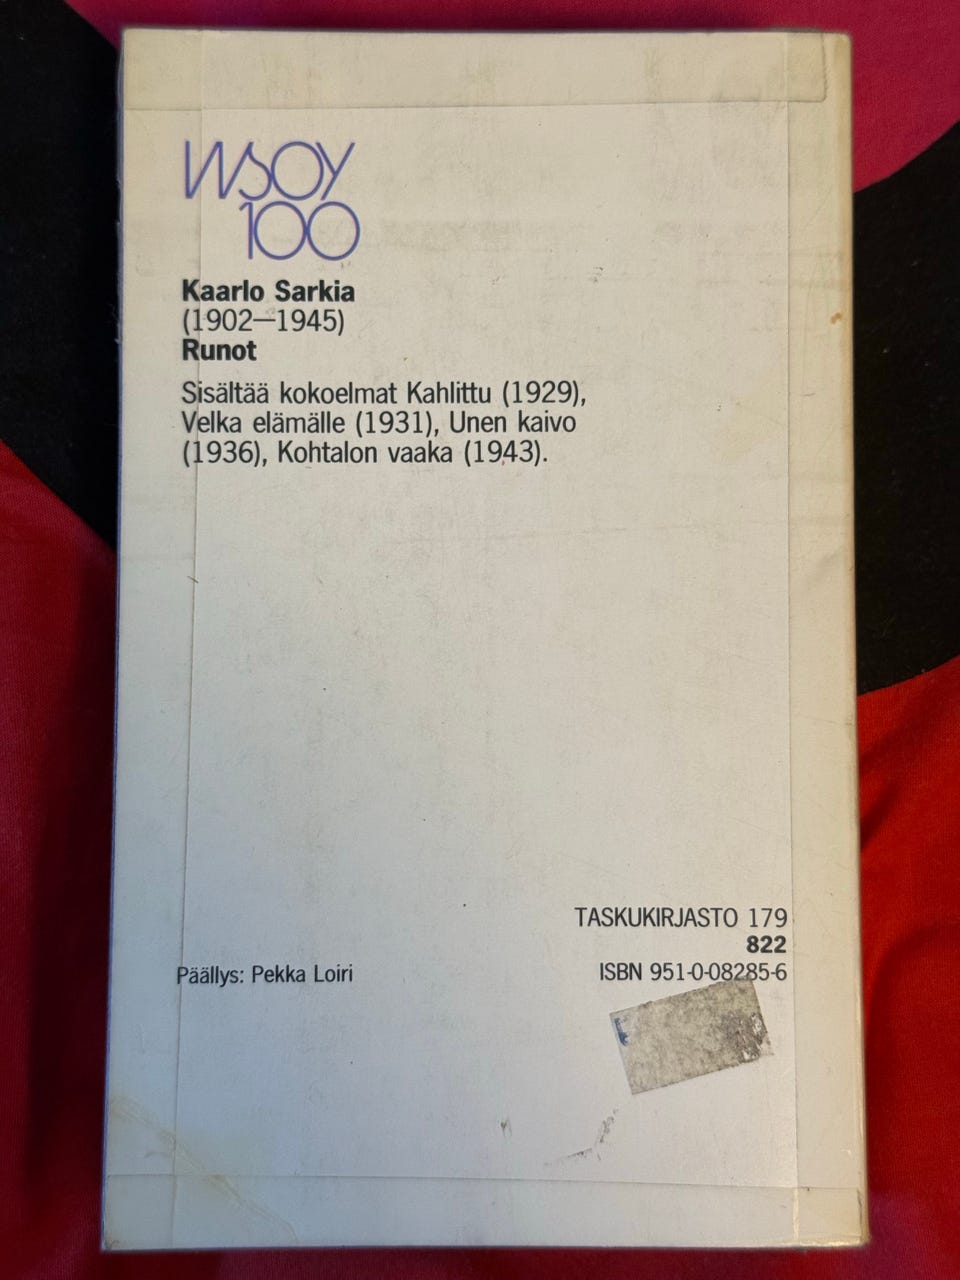 WSOY
100
Kaarlo Sarkia
(1902—1945)
Runot
Sisältää kokoelmat Kahlittu (1929),
Velka elämälle (1931), Unen kaivo
(1936), Kohtalon vaaka (1943).
TASKUKIRJASTO 179
822
Päällys: Pekka Loiri
ISBN 951-0-08285-6